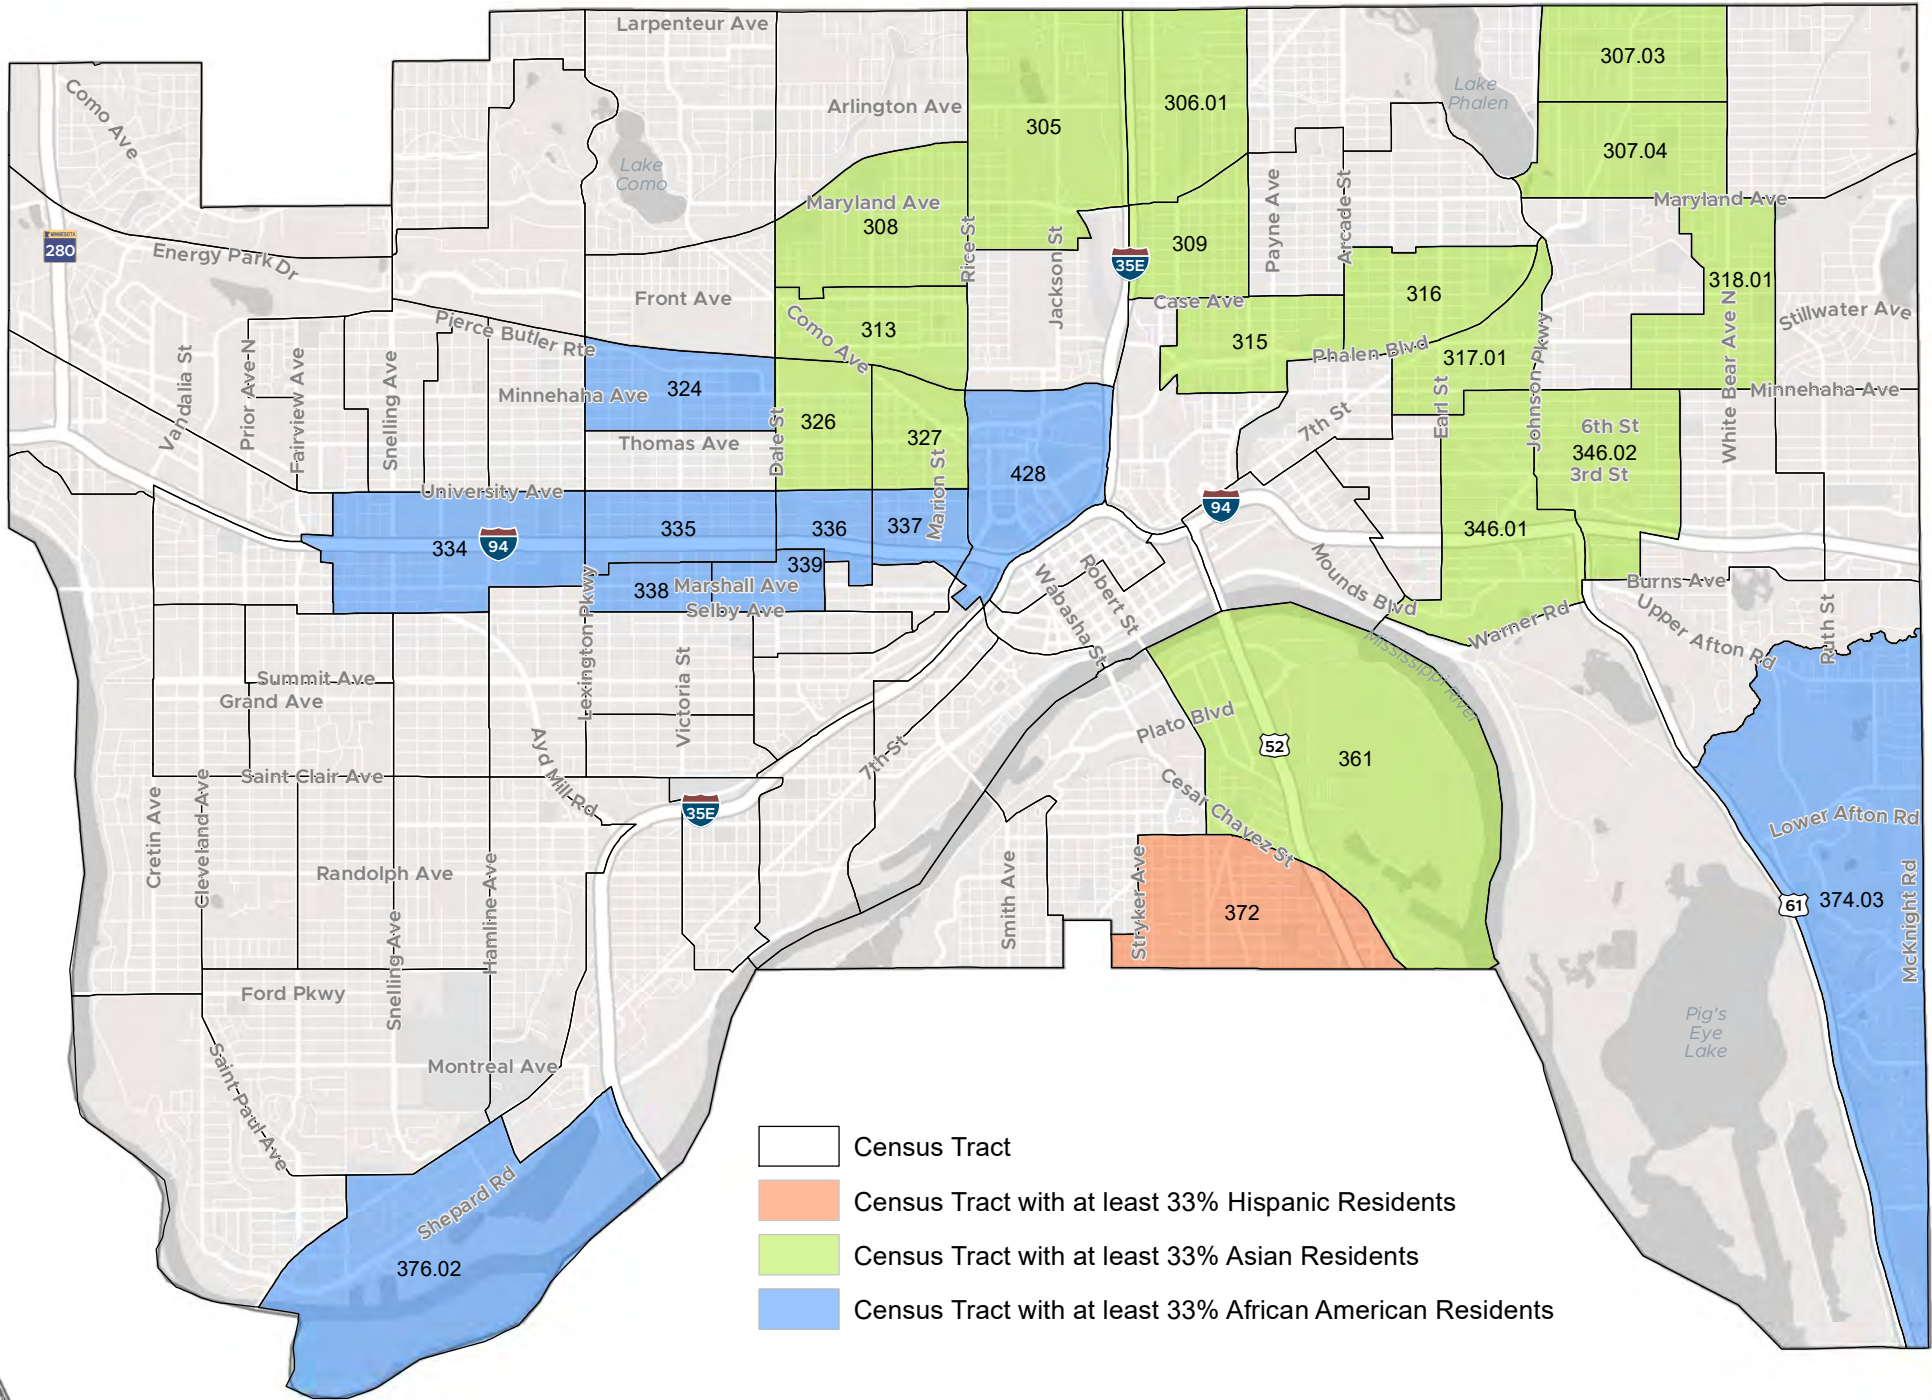 Larpenteur Ave
Como Ave
Arlington Ave
Lake
Phalen
Lake
Como
305
306.01
307.03
307.04
Maryland Ave
308
Rice St
Jackson St
35E
309
Payne Ave
Arcade St
Maryland Ave
MINNESOTA
280
Energy Park Dr
Front Ave
Pierce Butler Rte
Como Ave
313
Case Ave
315
316
Phalen Blvd
317.01
Johnson Pkwy
318.01
White Bear Ave N
Stillwater Ave
Vandalia St
Prior Ave N
Fairview Ave
Snelling Ave
Minnehaha Ave
324
Thomas Ave
Dale St
326
327
Marion St
428
7th St
Earl St
Minnehaha Ave
6th St
346.02
3rd St
University Ave
334
94
335
336
337
94
346.01
339
338
Marshall Ave
Selby Ave
Lexington Pkwy
Victoria St
Wabasha St
Robert St
Mounds Blvd
Mississippi River
Warner Rd
Burns Ave
Upper Afton Rd
Ruth St
Summit Ave
Grand Ave
Saint Clair Ave
Ayd Mill Rd
35E
7th St
Plato Blvd
52
361
Cesar Chavez St
Lower Afton Rd
Cretin Ave
Cleveland Ave
Randolph Ave
Snelling Ave
Hamline Ave
Smith Ave
Stryker Ave
372
61
374.03
McKnight Rd
Ford Pkwy
Pig's
Eye
Lake
Saint Paul Ave
Montreal Ave
Shepard Rd
376.02
Census Tract
Census Tract with at least 33% Hispanic Residents
Census Tract with at least 33% Asian Residents
Census Tract with at least 33% African American Residents